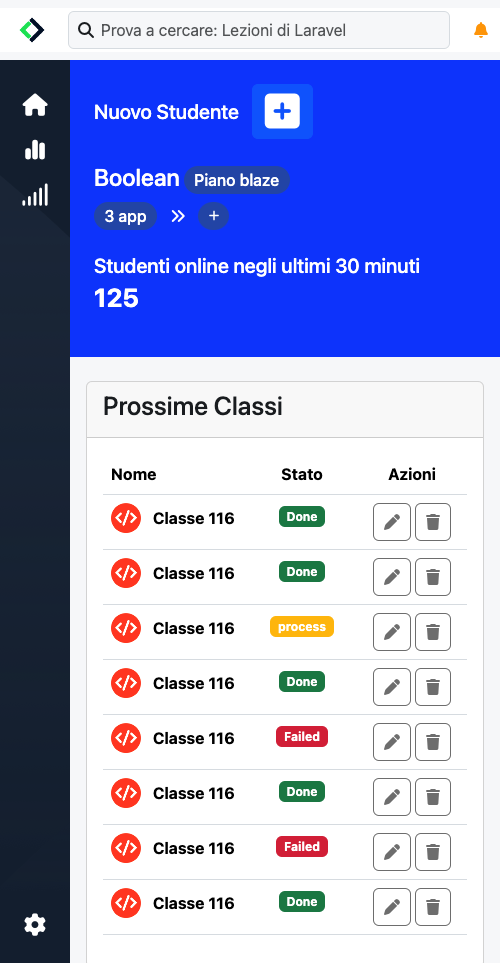 Prova a cercare: Lezioni di Laravel
Nuovo Studente
Boolean Piano blaze
3 app » +
Studenti online negli ultimi 30 minuti
125
Prossime Classi
Nome Stato Azioni
Classe 116 Done
Classe 116 Done
Classe 116 process
Classe 116 Done
Classe 116 Failed
Classe 116 Done
Classe 116 Failed
Classe 116 Done